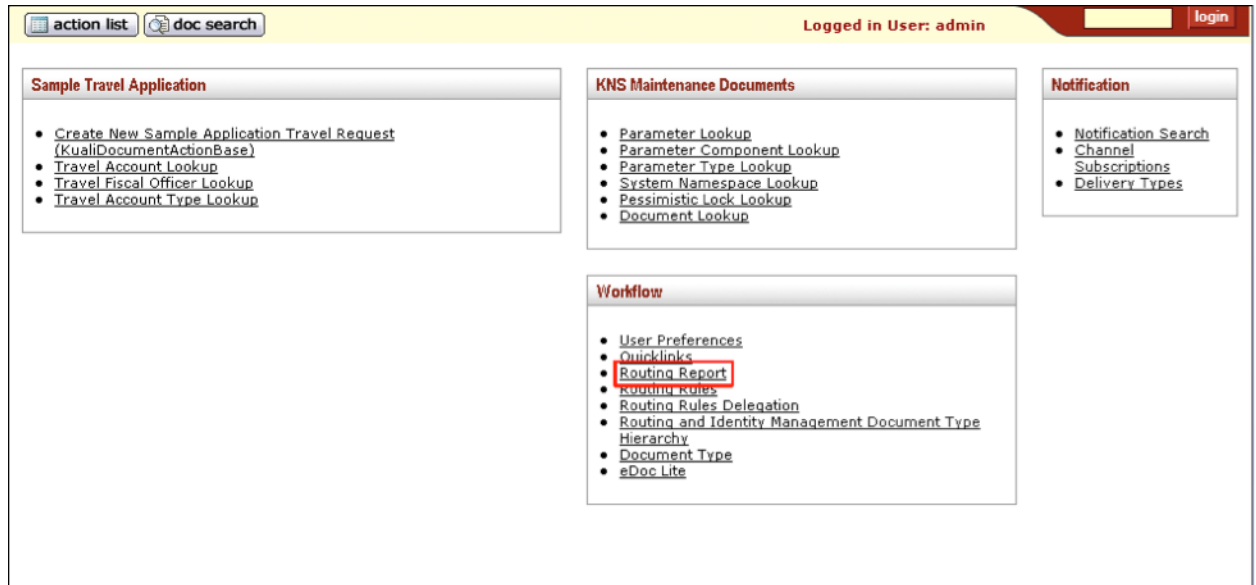 action list doc search Logged in User: admin login
Sample Travel Application
Create New Sample Application Travel Request
(KualiDocumentActionBase)
Travel Account Lookup
Travel Fiscal Officer Lookup
Travel Account Type Lookup
KNS Maintenance Documents
Parameter Lookup
Parameter Component Lookup
Parameter Type Lookup
System Namespace Lookup
Pessimistic Lock Lookup
Document Lookup
Notification
Notification Search
Channel
Subscriptions
Delivery Types
Workflow
User Preferences
Quicklinks
Routing Report
Routing Rules
Routing Rules Delegation
Routing and Identity Management Document Type
Hierarchy
Document Type
eDoc Lite